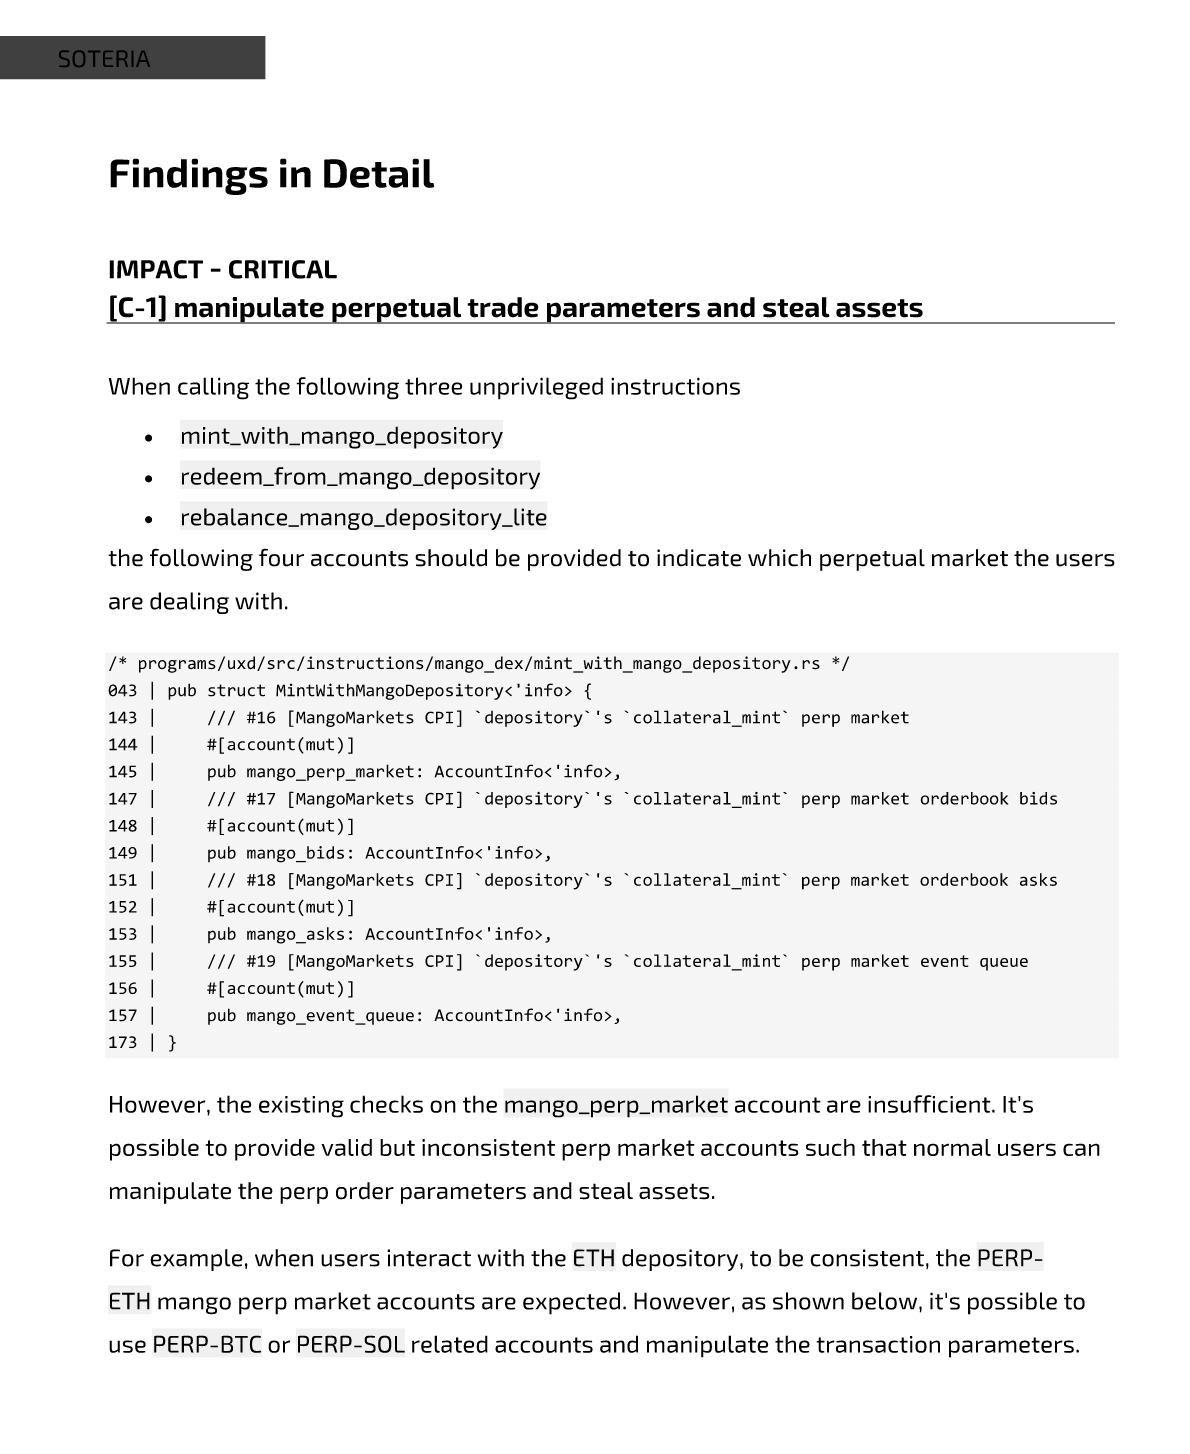 SOTERIA
Findings in Detail
IMPACT – CRITICAL
[C-1] manipulate perpetual trade parameters and steal assets
When calling the following three unprivileged instructions
• mint_with_mango_depository
• redeem_from_mango_depository
• rebalance_mango_depository_lite
the following four accounts should be provided to indicate which perpetual market the users
are dealing with.
/* programs/uxd/src/instructions/mango_dex/mint_with_mango_depository.rs */
043 | pub struct MintWithMangoDepository<'info> {
143 |     /// #16 [MangoMarkets CPI] `depository`'s `collateral_mint` perp market
144 |     #[account(mut)]
145 |     pub mango_perp_market: AccountInfo<'info>,
147 |     /// #17 [MangoMarkets CPI] `depository`'s `collateral_mint` perp market orderbook bids
148 |     #[account(mut)]
149 |     pub mango_bids: AccountInfo<'info>,
151 |     /// #18 [MangoMarkets CPI] `depository`'s `collateral_mint` perp market orderbook asks
152 |     #[account(mut)]
153 |     pub mango_asks: AccountInfo<'info>,
155 |     /// #19 [MangoMarkets CPI] `depository`'s `collateral_mint` perp market event queue
156 |     #[account(mut)]
157 |     pub mango_event_queue: AccountInfo<'info>,
173 | }
However, the existing checks on the mango_perp_market account are insufficient. It's
possible to provide valid but inconsistent perp market accounts such that normal users can
manipulate the perp order parameters and steal assets.
For example, when users interact with the ETH depository, to be consistent, the PERP-
ETH mango perp market accounts are expected. However, as shown below, it's possible to
use PERP-BTC or PERP-SOL related accounts and manipulate the transaction parameters.